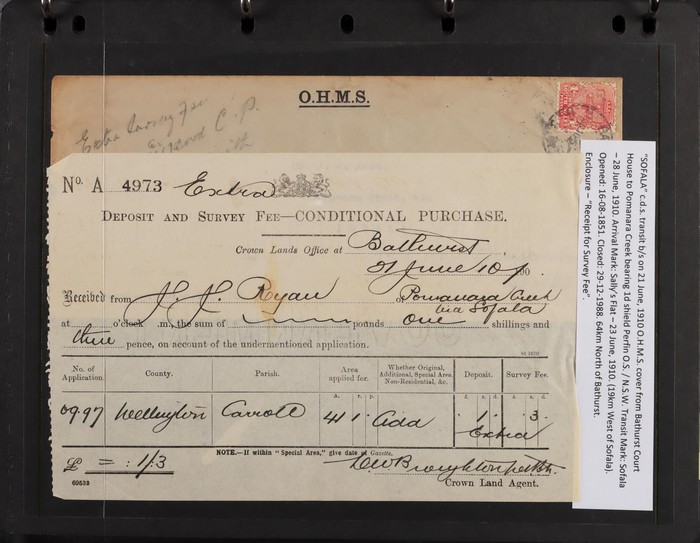 O.H.M.S.
Extra Survey Fee
C. P.
No. A 4973 Extra
DEPOSIT AND SURVEY FEE—CONDITIONAL PURCHASE.
Crown Lands Office at Bathurst
21 June 10
Received from J. J. Ryan of Pomanara Creek
via Sofala
at o'clock .m, the sum of pounds one shillings and
three pence, on account of the undermentioned application.
No. of Application. County. Parish. Area applied for. Whether Original, Additional, Special Area, Non-Residential, &c. Deposit. Survey Fee.
a. r. p. £ s. d. £ s. d.
09.97 Wellington Carroll 41 Add 1 3
Extra
£ = : 1/3
NOTE.—If within "Special Area," give date of Gazette.
Crown Land Agent.
69533
"SOFALA" c.d.s. transit b/s on 21 June, 1910 O.H.M.S. cover from Bathurst Court
House to Pomanara Creek bearing 1d shield Perfin O.S. / N.S.W. Transit Mark: Sofala
– 28 June, 1910. Arrival Mark: Sally's Flat – 23 June, 1910. (19km West of Sofala).
Opened: 16-08-1851. Closed: 29-12-1988. 64km North of Bathurst.
Enclosure – "Receipt for Survey Fee".